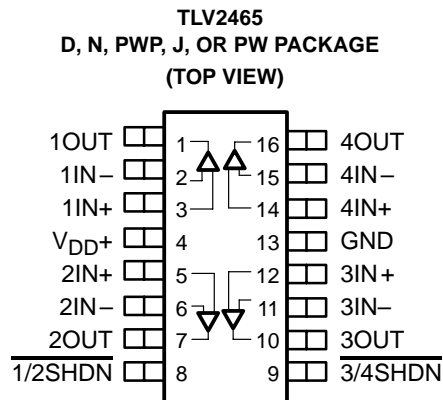 TLV2465
D, N, PWP, J, OR PW PACKAGE
(TOP VIEW)
1OUT 1 16 4OUT
1IN− 2 15 4IN−
1IN+ 3 14 4IN+
VDD+ 4 13 GND
2IN+ 5 12 3IN+
2IN− 6 11 3IN−
2OUT 7 10 3OUT
1/2SHDN 8 9 3/4SHDN